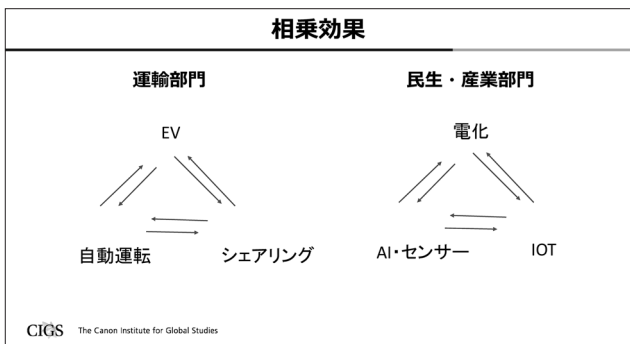 相乗効果
運輸部門
EV
自動運転
シェアリング
民生・産業部門
電化
AI・センサー
IOT
CIGS The Canon Institute for Global Studies